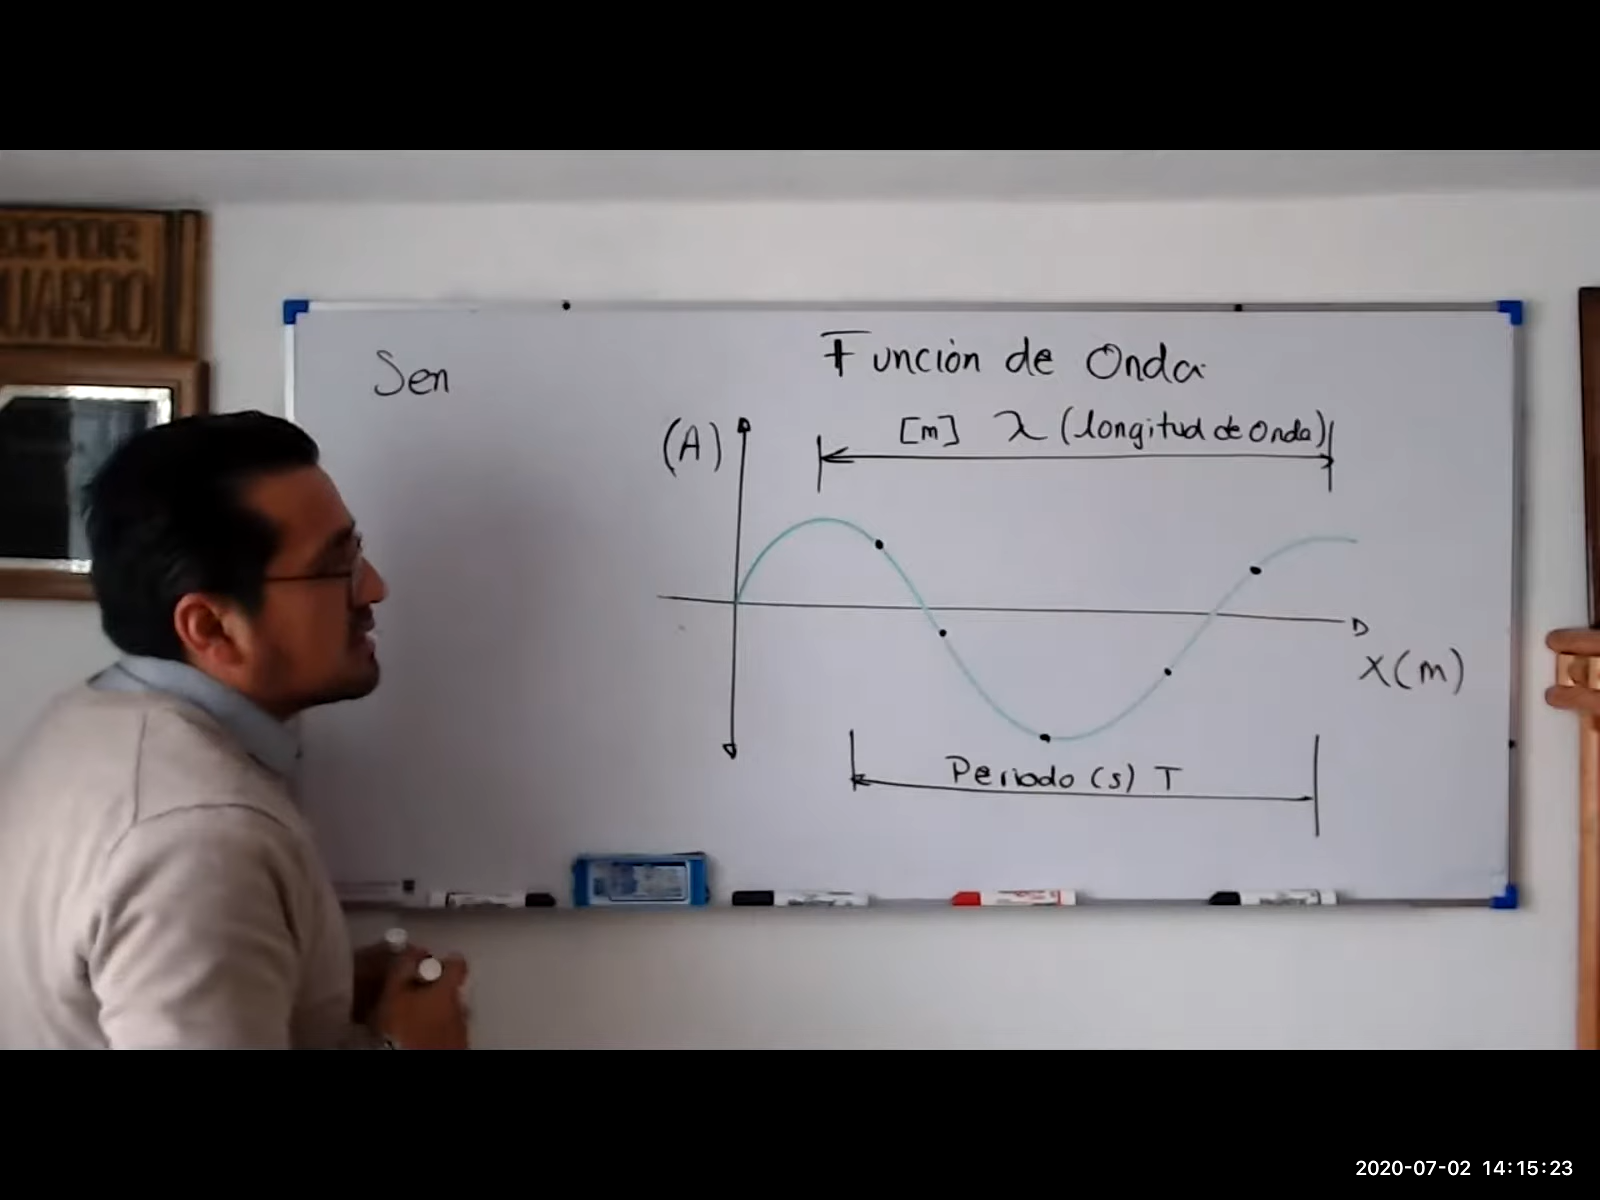 Función de Onda
Sen
[m] λ (longitud de Onda)
(A)
X(m)
Periodo (s) T
2020-07-02 14:15:23